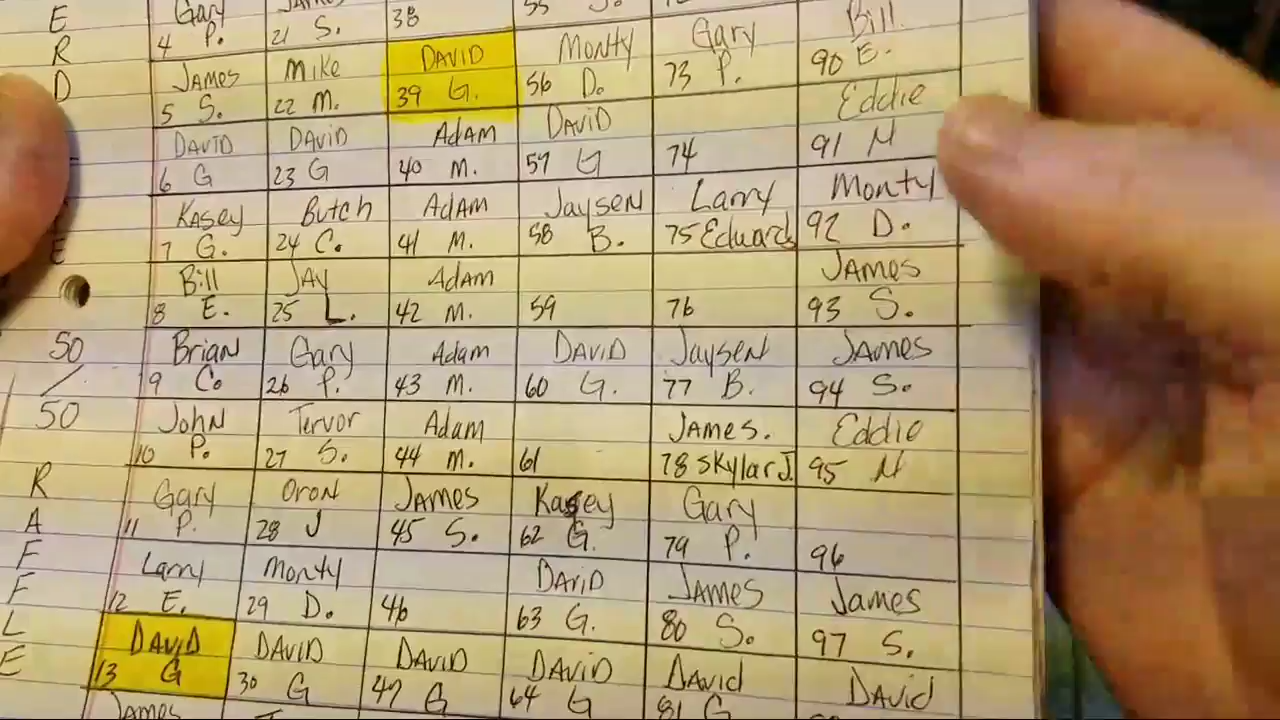 E Gary JAMES 55 Bill
4 P. 21 S. 38
R JAMES Mike DAVID Monty Gary 90 E.
D 5 S. 22 M. 39 G. 56 D. 73 P. Eddie
DAVID DAVID Adam DAVID
6 G 23 G 40 M. 57 G 74 91 N
Kasey Butch ADAM Jaysen Larry Monty
E 7 G. 24 C. 41 M. 58 B. 75 Edward 92 D.
Bill JAY Adam JAMES
8 E. 25 L. 42 M. 59 76 93 S.
50 Brian Gary Adam DAVID Jaysen JAMES
/ 9 C. 26 P. 43 M. 60 G. 77 B. 94 S.
50 John Tervor Adam JAMES. Eddie
10 P. 27 S. 44 M. 61 78 Skylar J. 95 N
R Gary Oron JAMES Kasey Gary
A 11 P. 28 J 45 S. 62 G. 79 P. 96
F Larry Monty DAVID JAMES James
F 12 E. 29 D. 46 63 G. 80 S. 97 S.
L DAVID DAVID DAVID DAVID David David
E 13 G 30 G 47 G 64 G 81 G
James